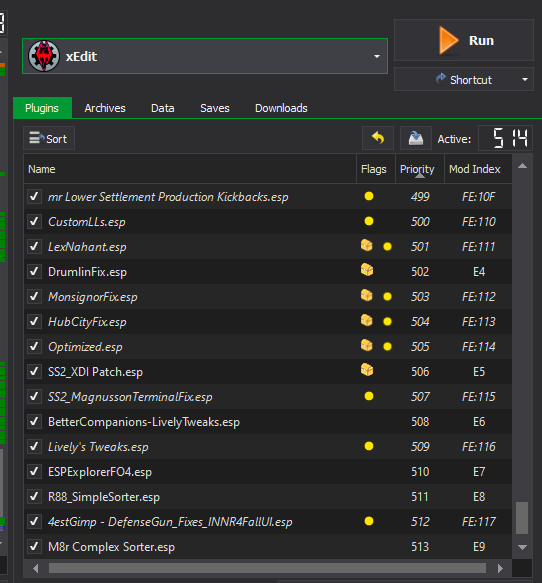 xEdit
Run
Shortcut
Plugins Archives Data Saves Downloads
Sort Active: 514
Name Flags Priority Mod Index
mr Lower Settlement Production Kickbacks.esp 499 FE:10F
CustomLLs.esp 500 FE:110
LexNahant.esp 501 FE:111
DrumlinFix.esp 502 E4
MonsignorFix.esp 503 FE:112
HubCityFix.esp 504 FE:113
Optimized.esp 505 FE:114
SS2_XDI Patch.esp 506 E5
SS2_MagnussonTerminalFix.esp 507 FE:115
BetterCompanions-LivelyTweaks.esp 508 E6
Lively's Tweaks.esp 509 FE:116
ESPExplorerFO4.esp 510 E7
R88_SimpleSorter.esp 511 E8
4estGimp - DefenseGun_Fixes_INNR4FallUI.esp 512 FE:117
M8r Complex Sorter.esp 513 E9